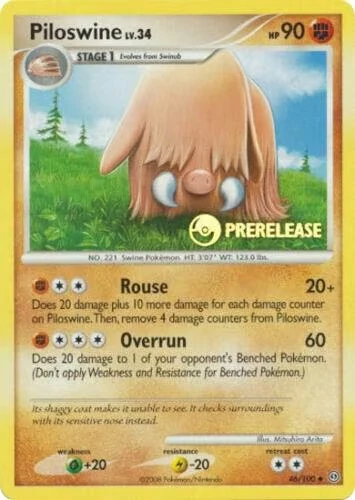 Piloswine LV.34 HP 90
STAGE 1 Evolves from Swinub
PRERELEASE
NO. 221 Swine Pokémon HT: 3'07" WT: 123.0 lbs.
Rouse 20+
Does 20 damage plus 10 more damage for each damage counter
on Piloswine. Then, remove 4 damage counters from Piloswine.
Overrun 60
Does 20 damage to 1 of your opponent's Benched Pokémon.
(Don't apply Weakness and Resistance for Benched Pokémon.)
Its shaggy coat makes it unable to see. It checks surroundings
with its sensitive nose instead.
Illus. Mitsuhiro Arita
weakness resistance retreat cost
+20 -20
©2008 Pokémon/Nintendo 46/100